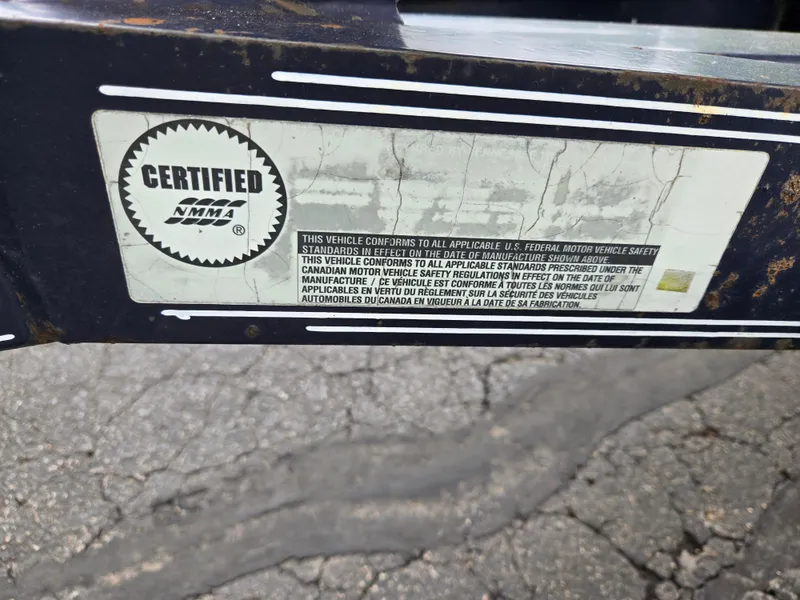 CERTIFIED
NMMA
®
THIS VEHICLE CONFORMS TO ALL APPLICABLE U.S. FEDERAL MOTOR VEHICLE SAFETY
STANDARDS IN EFFECT ON THE DATE OF MANUFACTURE SHOWN ABOVE.
THIS VEHICLE CONFORMS TO ALL APPLICABLE STANDARDS PRESCRIBED UNDER THE
CANADIAN MOTOR VEHICLE SAFETY REGULATIONS IN EFFECT ON THE DATE OF
MANUFACTURE / CE VÉHICULE EST CONFORME À TOUTES LES NORMES QUI LUI SONT
APPLICABLES EN VERTU DU RÈGLEMENT SUR LA SÉCURITÉ DES VÉHICULES
AUTOMOBILES DU CANADA EN VIGUEUR A LA DATE DE SA FABRICATION.